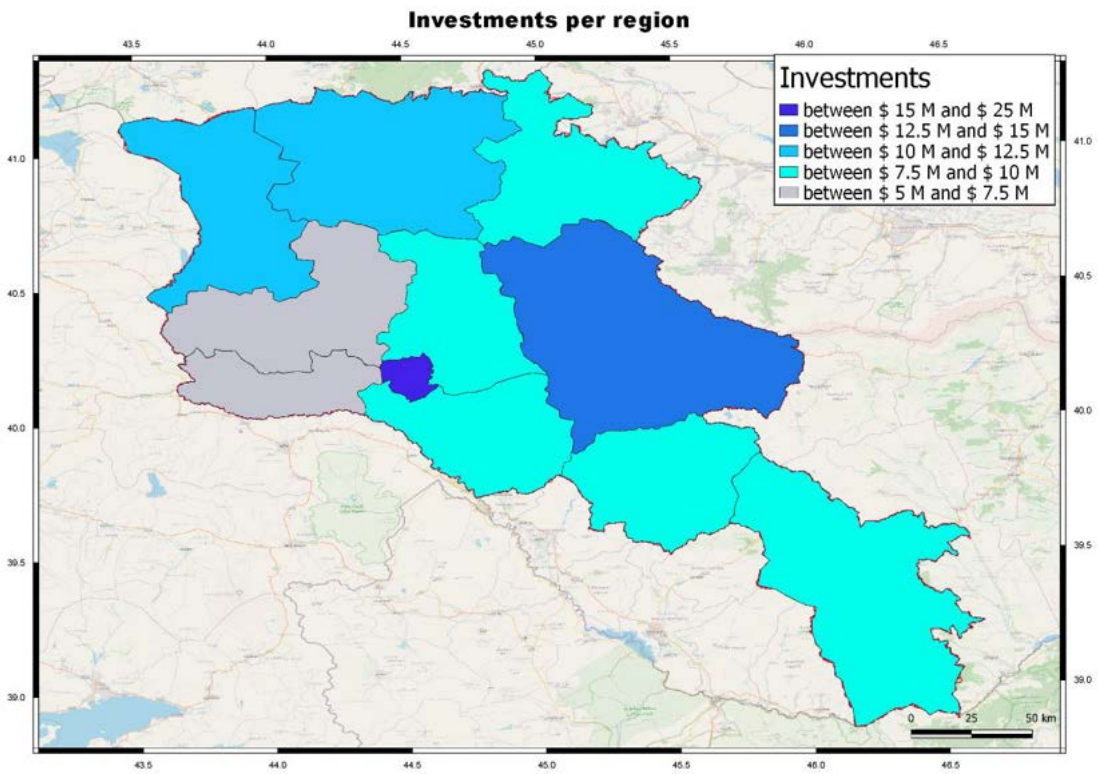 Investments per region
43.5 44.0 44.5 45.0 45.5 46.0 46.5
Investments
between $ 15 M and $ 25 M
between $ 12.5 M and $ 15 M
between $ 10 M and $ 12.5 M
between $ 7.5 M and $ 10 M
between $ 5 M and $ 7.5 M
41.0 41.0
40.5 40.5
40.0 40.0
39.5 39.5
39.0 39.0
0 25 50 km
43.5 44.0 44.5 45.0 45.5 46.0 46.5